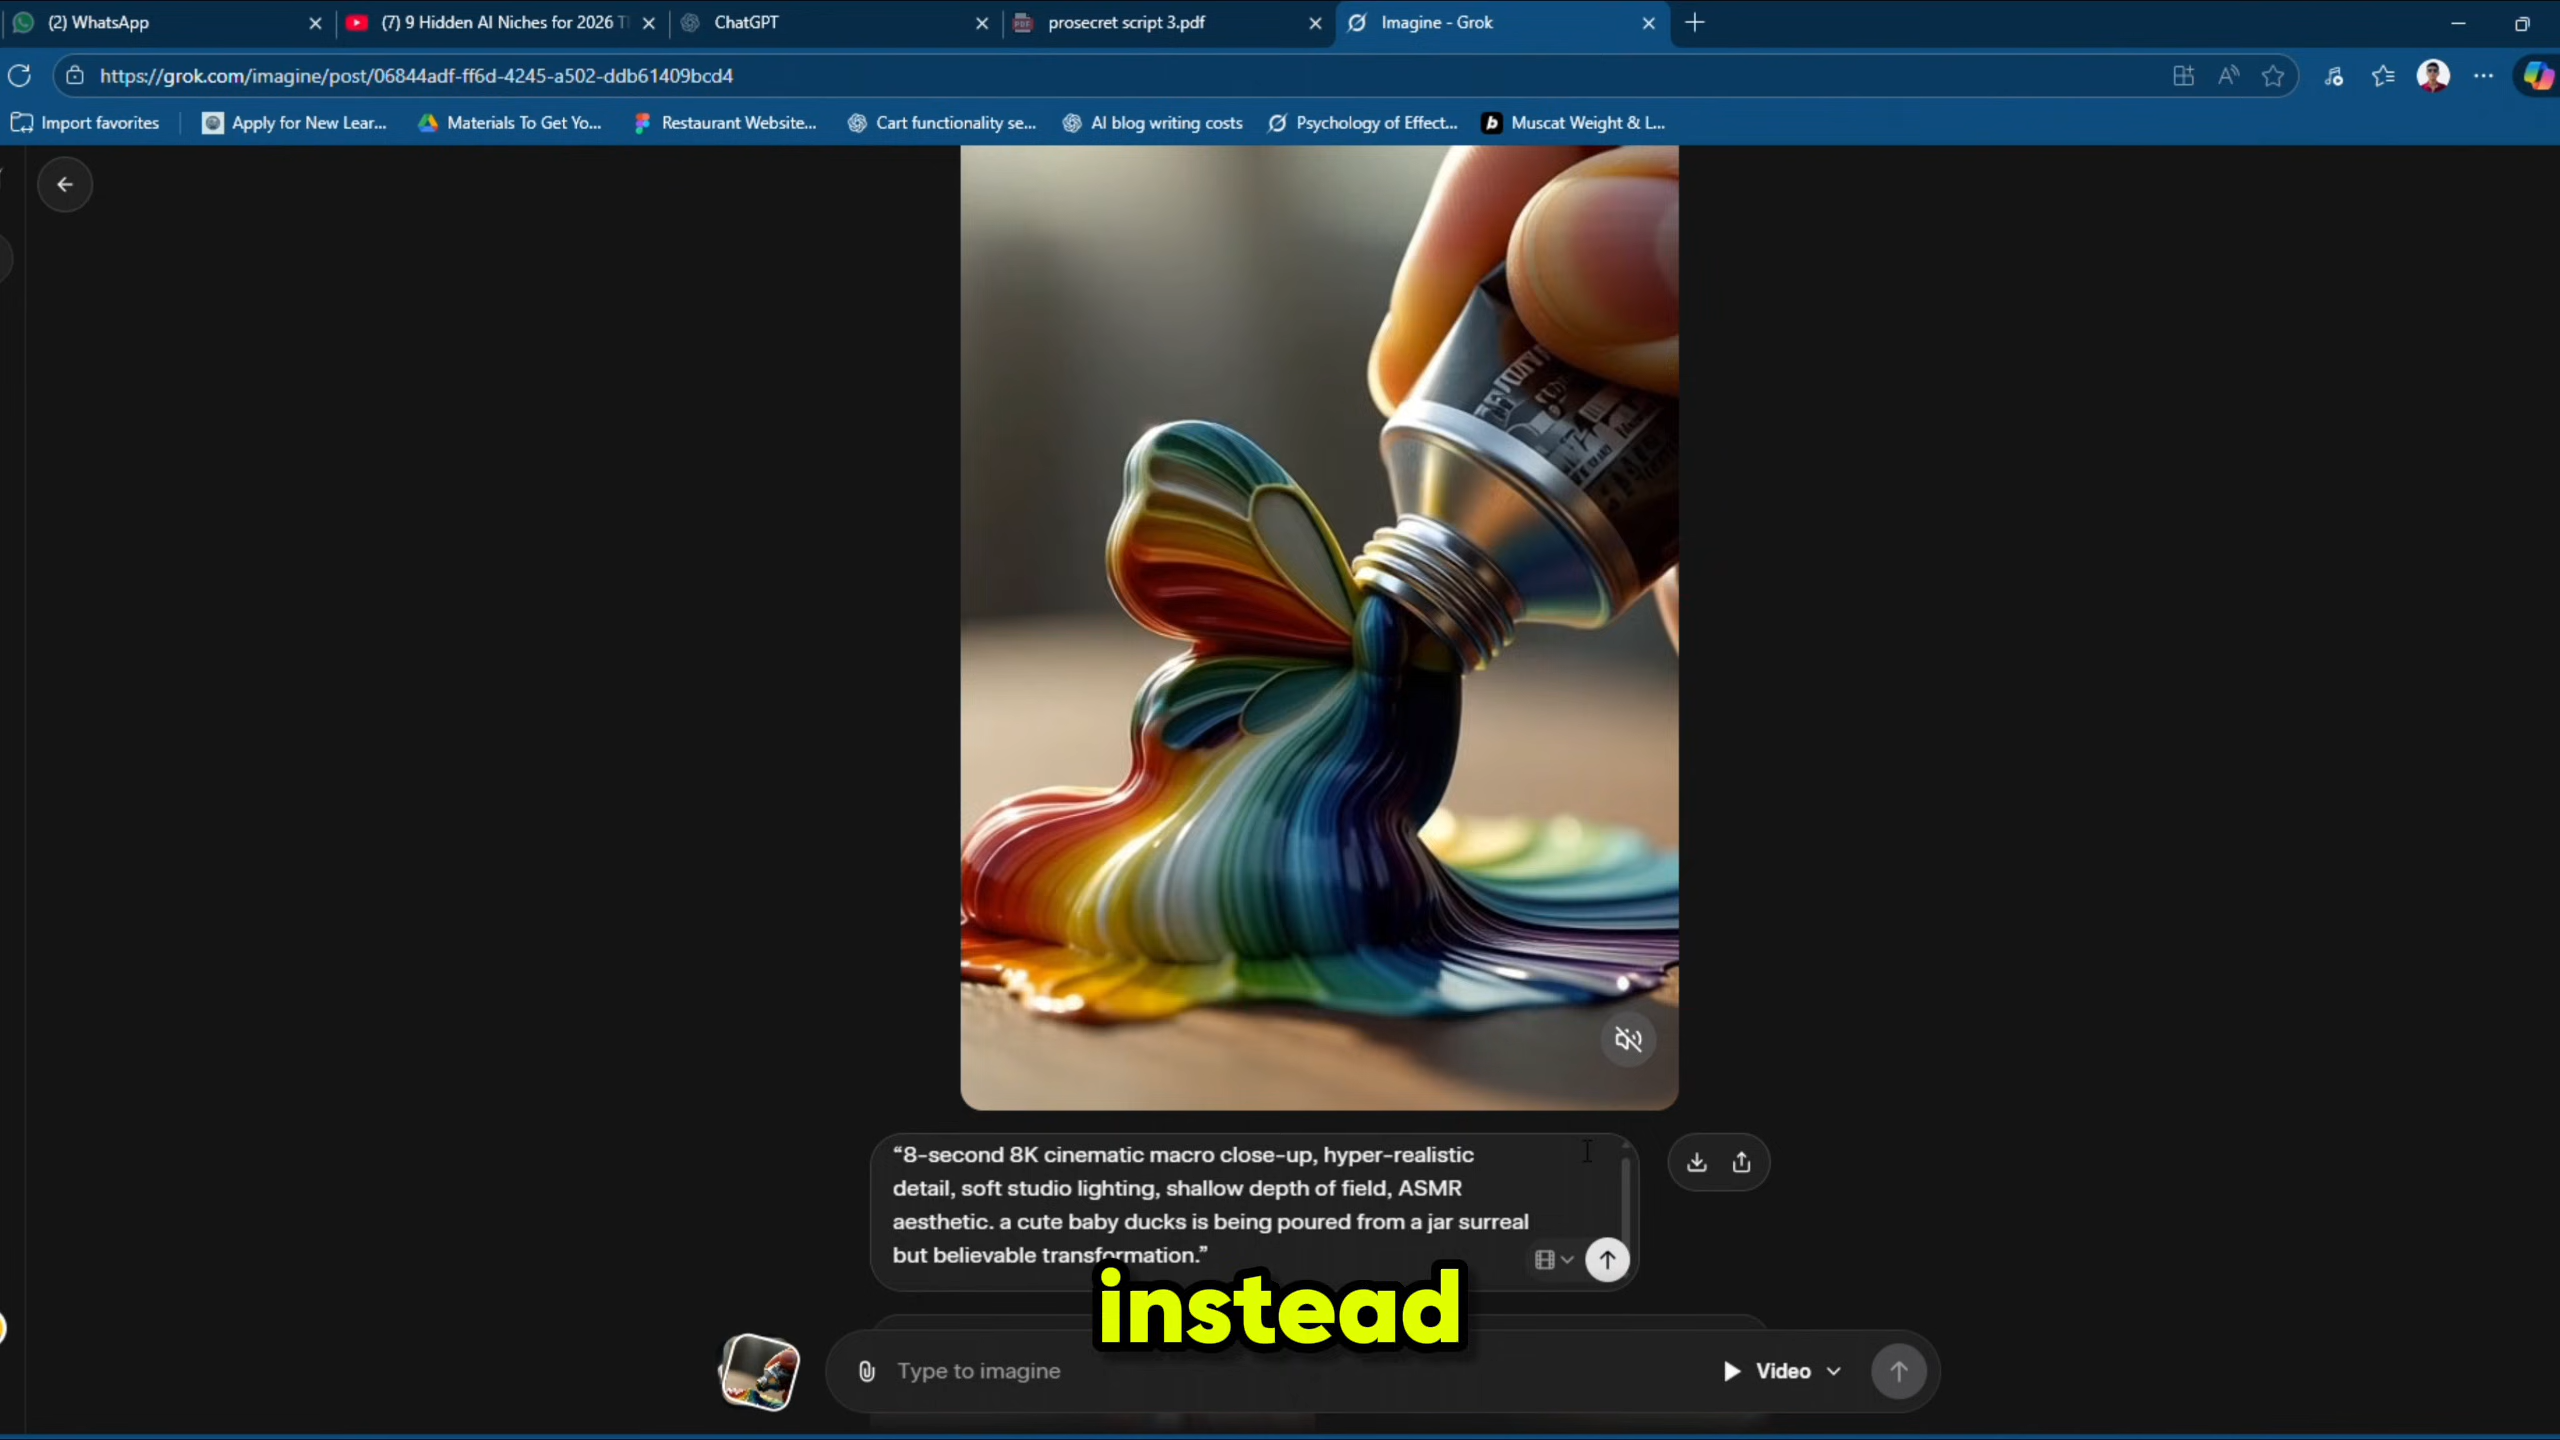 (2) WhatsApp
(7) 9 Hidden AI Niches for 2026 T
ChatGPT
prosecret script 3.pdf
Imagine - Grok
https://grok.com/imagine/post/06844adf-ff6d-4245-a502-ddb61409bcd4
Import favorites
Apply for New Lear...
Materials To Get Yo...
Restaurant Website...
Cart functionality se...
AI blog writing costs
Psychology of Effect...
Muscat Weight & L...
“8-second 8K cinematic macro close-up, hyper-realistic
detail, soft studio lighting, shallow depth of field, ASMR
aesthetic. a cute baby ducks is being poured from a jar surreal
but believable transformation.”
instead
Type to imagine
Video